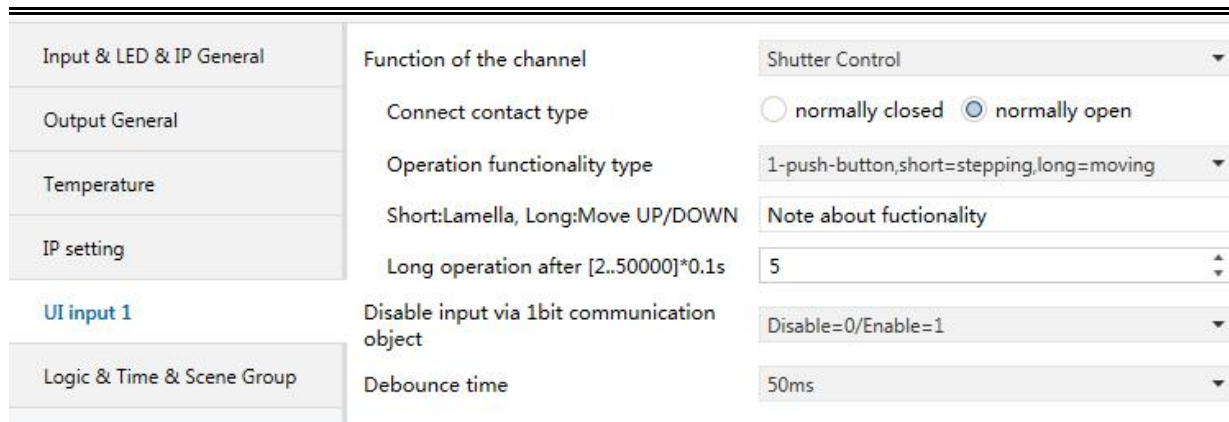 Input & LED & IP General
Output General
Temperature
IP setting
UI input 1
Logic & Time & Scene Group
Function of the channel
Shutter Control
Connect contact type
normally closed normally open
Operation functionality type
1-push-button,short=stepping,long=moving
Short:Lamella, Long:Move UP/DOWN
Note about fuctionality
Long operation after [2..50000]*0.1s
5
Disable input via 1bit communication
object
Disable=0/Enable=1
Debounce time
50ms